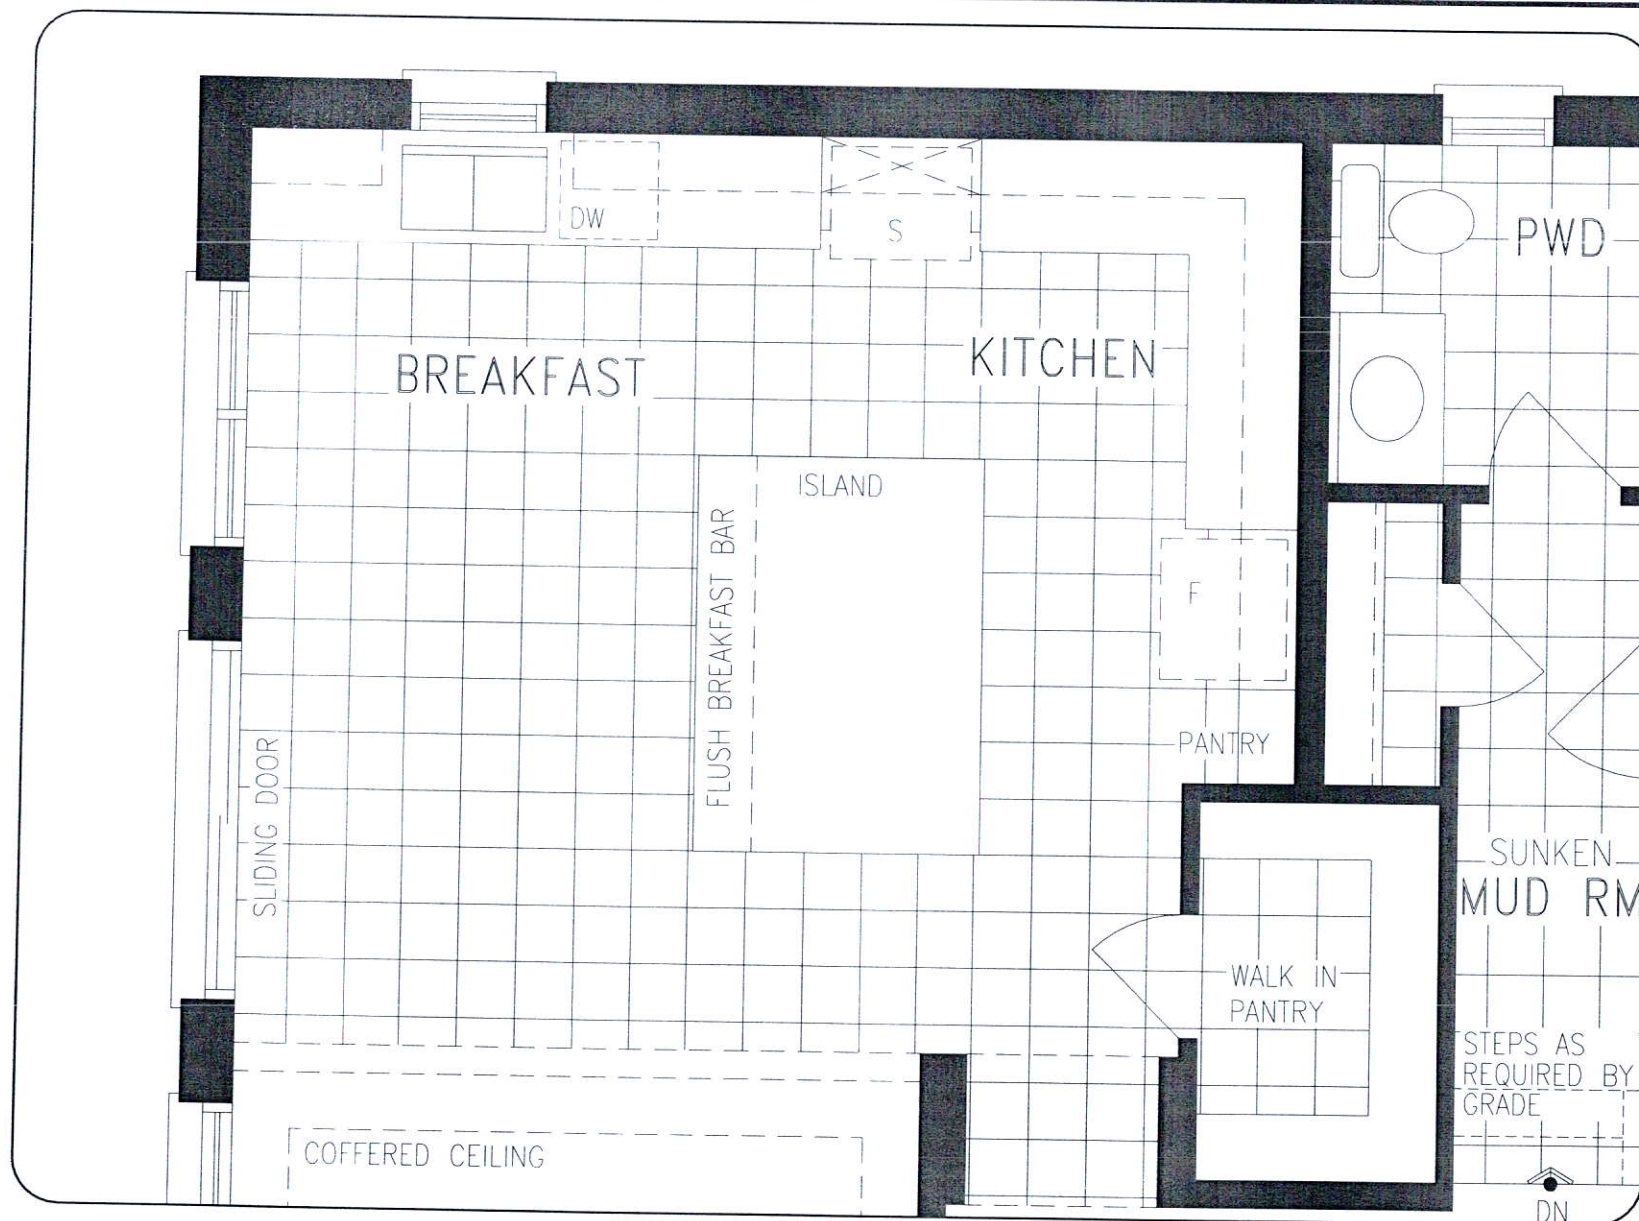 DW
S
PWD
BREAKFAST
KITCHEN
ISLAND
FLUSH BREAKFAST BAR
F
PANTRY
SLIDING DOOR
SUNKEN
MUD RM
WALK IN
PANTRY
STEPS AS
REQUIRED BY
GRADE
COFFERED CEILING
DN